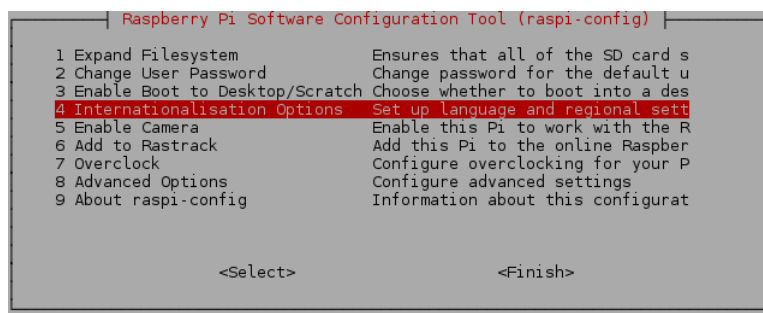 Raspberry Pi Software Configuration Tool (raspi-config)
1 Expand Filesystem Ensures that all of the SD card s
2 Change User Password Change password for the default u
3 Enable Boot to Desktop/Scratch Choose whether to boot into a des
4 Internationalisation Options Set up language and regional sett
5 Enable Camera Enable this Pi to work with the R
6 Add to Rastrack Add this Pi to the online Raspber
7 Overclock Configure overclocking for your P
8 Advanced Options Configure advanced settings
9 About raspi-config Information about this configurat
<Select> <Finish>